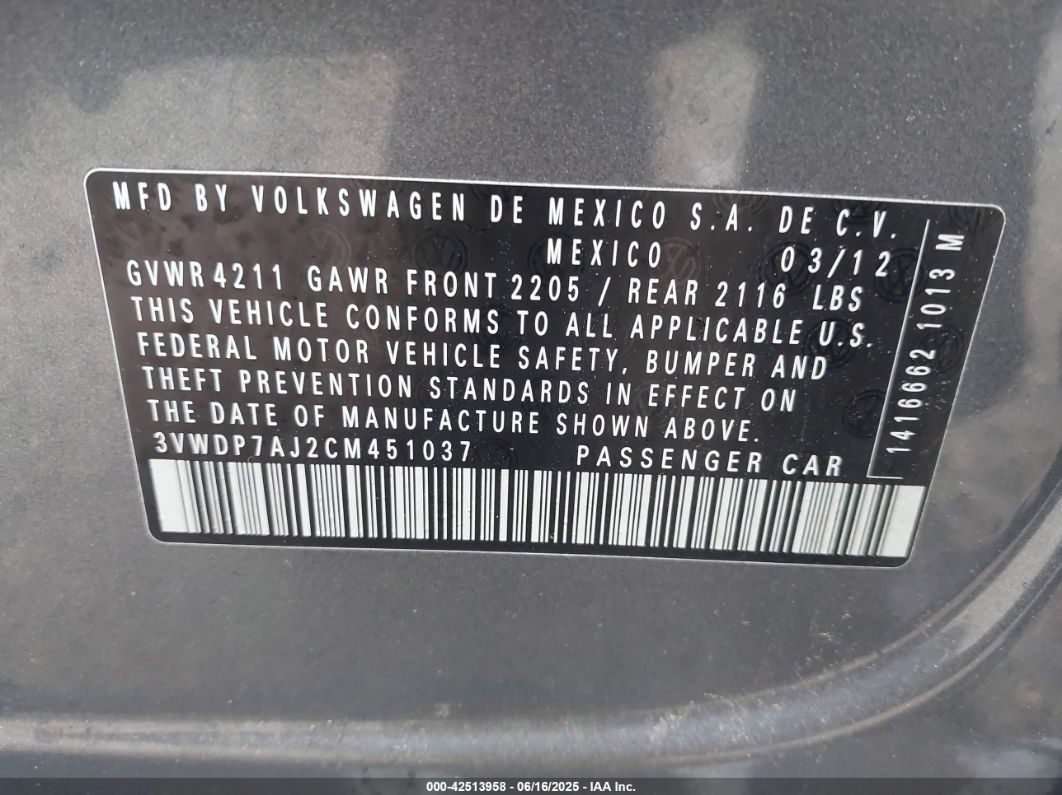 MFD BY VOLKSWAGEN DE MEXICO S.A. DE C.V.
MEXICO 03/12
GVWR 4211 GAWR FRONT 2205 / REAR 2116 LBS
THIS VEHICLE CONFORMS TO ALL APPLICABLE U.S.
FEDERAL MOTOR VEHICLE SAFETY, BUMPER AND
THEFT PREVENTION STANDARDS IN EFFECT ON
THE DATE OF MANUFACTURE SHOWN ABOVE.
3VWDP7AJ2CM451037 PASSENGER CAR
1416662 1013 M
000-42513958 - 06/16/2025 - IAA Inc.